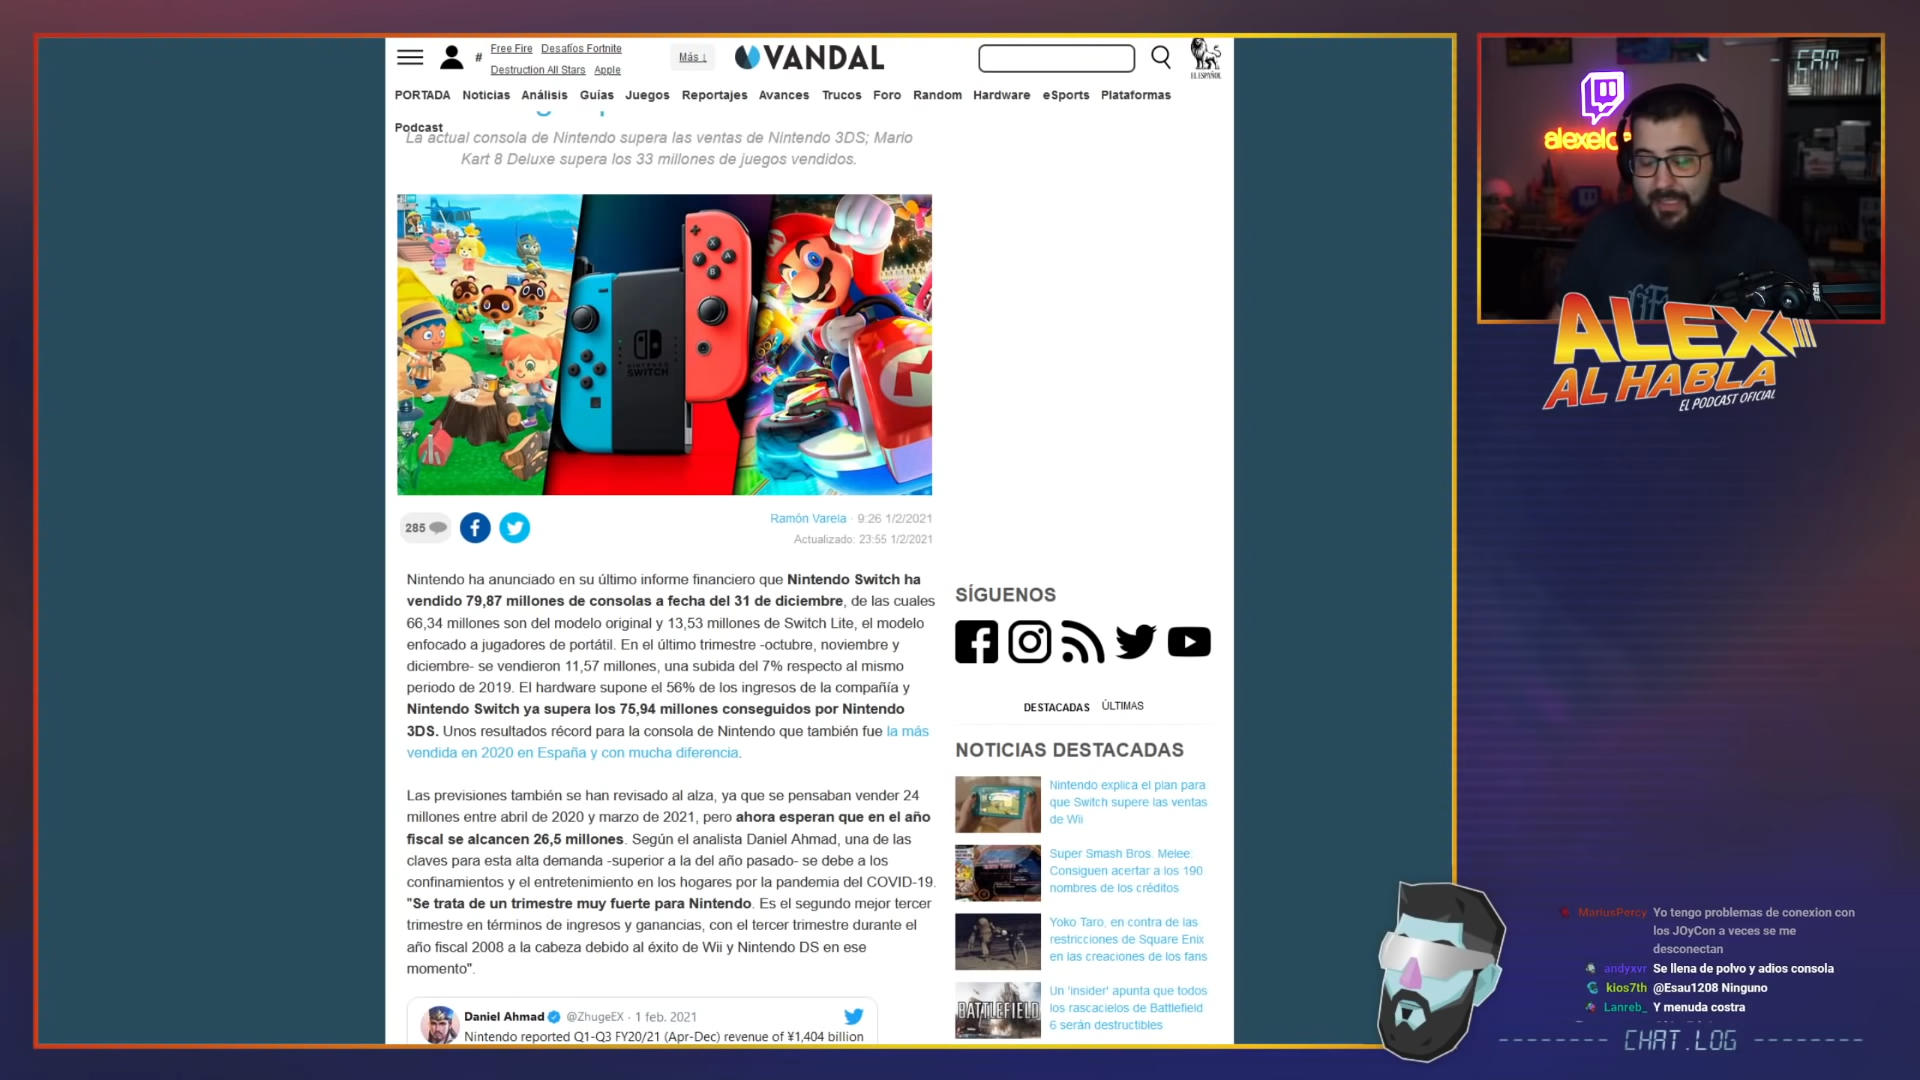 Free Fire Desafíos Fortnite
#
Destruction All Stars Apple
Más ↓
VANDAL
EL ESPAÑOL
PORTADA Noticias Análisis Guías Juegos Reportajes Avances Trucos Foro Random Hardware eSports Plataformas
Podcast
La actual consola de Nintendo supera las ventas de Nintendo 3DS; Mario
Kart 8 Deluxe supera los 33 millones de juegos vendidos.
NINTENDO
SWITCH
285
Ramón Varela · 9:26 1/2/2021
Actualizado: 23:55 1/2/2021
Nintendo ha anunciado en su último informe financiero que Nintendo Switch ha
vendido 79,87 millones de consolas a fecha del 31 de diciembre, de las cuales
66,34 millones son del modelo original y 13,53 millones de Switch Lite, el modelo
enfocado a jugadores de portátil. En el último trimestre -octubre, noviembre y
diciembre- se vendieron 11,57 millones, una subida del 7% respecto al mismo
periodo de 2019. El hardware supone el 56% de los ingresos de la compañía y
Nintendo Switch ya supera los 75,94 millones conseguidos por Nintendo
3DS. Unos resultados récord para la consola de Nintendo que también fue la más
vendida en 2020 en España y con mucha diferencia.
Las previsiones también se han revisado al alza, ya que se pensaban vender 24
millones entre abril de 2020 y marzo de 2021, pero ahora esperan que en el año
fiscal se alcancen 26,5 millones. Según el analista Daniel Ahmad, una de las
claves para esta alta demanda -superior a la del año pasado- se debe a los
confinamientos y el entretenimiento en los hogares por la pandemia del COVID-19.
"Se trata de un trimestre muy fuerte para Nintendo. Es el segundo mejor tercer
trimestre en términos de ingresos y ganancias, con el tercer trimestre durante el
año fiscal 2008 a la cabeza debido al éxito de Wii y Nintendo DS en ese
momento".
Daniel Ahmad @ZhugeEX · 1 feb. 2021
Nintendo reported Q1-Q3 FY20/21 (Apr-Dec) revenue of ¥1,404 billion
SÍGUENOS
DESTACADAS ÚLTIMAS
NOTICIAS DESTACADAS
Nintendo explica el plan para
que Switch supere las ventas
de Wii
Super Smash Bros. Melee:
Consiguen acertar a los 190
nombres de los créditos
Yoko Taro, en contra de las
restricciones de Square Enix
en las creaciones de los fans
BATTLEFIELD
Un 'insider' apunta que todos
los rascacielos de Battlefield
6 serán destructibles
- CAM -
alexelc
ALEX
AL HABLA
EL PODCAST OFICIAL
MariusPercy Yo tengo problemas de conexion con
los JOyCon a veces se me
desconectan
andyxvr Se llena de polvo y adios consola
kios7th @Esau1208 Ninguno
Lanreb_ Y menuda costra
-------- CHAT.LOG --------